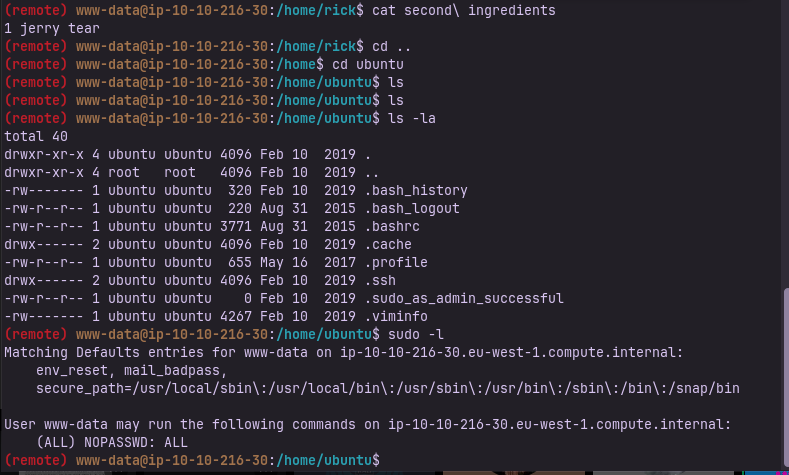 (remote) www-data@ip-10-10-216-30:/home/rick$ cat second\ ingredients
1 jerry tear
(remote) www-data@ip-10-10-216-30:/home/rick$ cd ..
(remote) www-data@ip-10-10-216-30:/home$ cd ubuntu
(remote) www-data@ip-10-10-216-30:/home/ubuntu$ ls
(remote) www-data@ip-10-10-216-30:/home/ubuntu$ ls
(remote) www-data@ip-10-10-216-30:/home/ubuntu$ ls -la
total 40
drwxr-xr-x 4 ubuntu ubuntu 4096 Feb 10  2019 .
drwxr-xr-x 4 root   root   4096 Feb 10  2019 ..
-rw------- 1 ubuntu ubuntu  320 Feb 10  2019 .bash_history
-rw-r--r-- 1 ubuntu ubuntu  220 Aug 31  2015 .bash_logout
-rw-r--r-- 1 ubuntu ubuntu 3771 Aug 31  2015 .bashrc
drwx------ 2 ubuntu ubuntu 4096 Feb 10  2019 .cache
-rw-r--r-- 1 ubuntu ubuntu  655 May 16  2017 .profile
drwx------ 2 ubuntu ubuntu 4096 Feb 10  2019 .ssh
-rw-r--r-- 1 ubuntu ubuntu    0 Feb 10  2019 .sudo_as_admin_successful
-rw------- 1 ubuntu ubuntu 4267 Feb 10  2019 .viminfo
(remote) www-data@ip-10-10-216-30:/home/ubuntu$ sudo -l
Matching Defaults entries for www-data on ip-10-10-216-30.eu-west-1.compute.internal:
    env_reset, mail_badpass,
    secure_path=/usr/local/sbin\:/usr/local/bin\:/usr/sbin\:/usr/bin\:/sbin\:/bin\:/snap/bin

User www-data may run the following commands on ip-10-10-216-30.eu-west-1.compute.internal:
    (ALL) NOPASSWD: ALL
(remote) www-data@ip-10-10-216-30:/home/ubuntu$